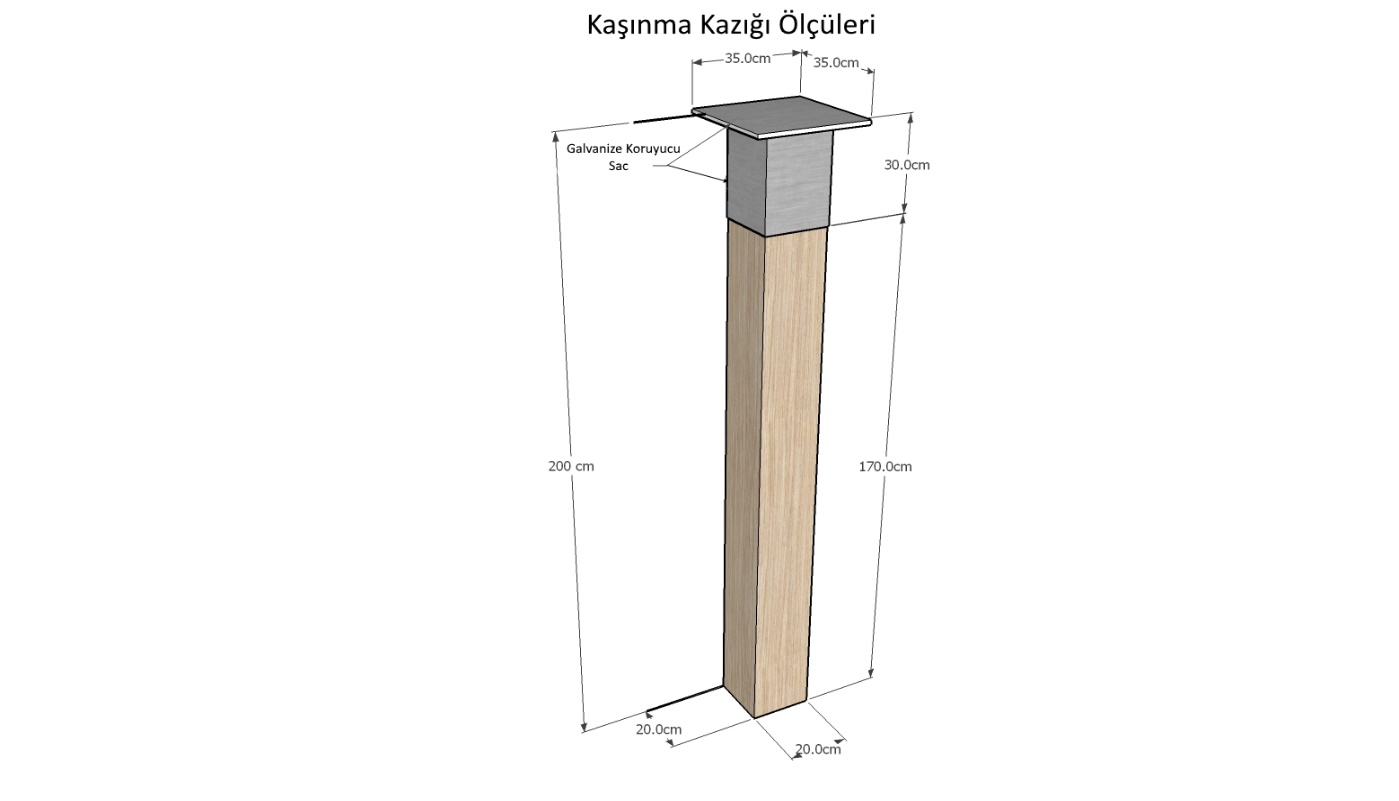 Kaşınma Kazığı Ölçüleri
35.0cm
35.0cm
Galvanize Koruyucu
Sac
30.0cm
200 cm
170.0cm
20.0cm
20.0cm